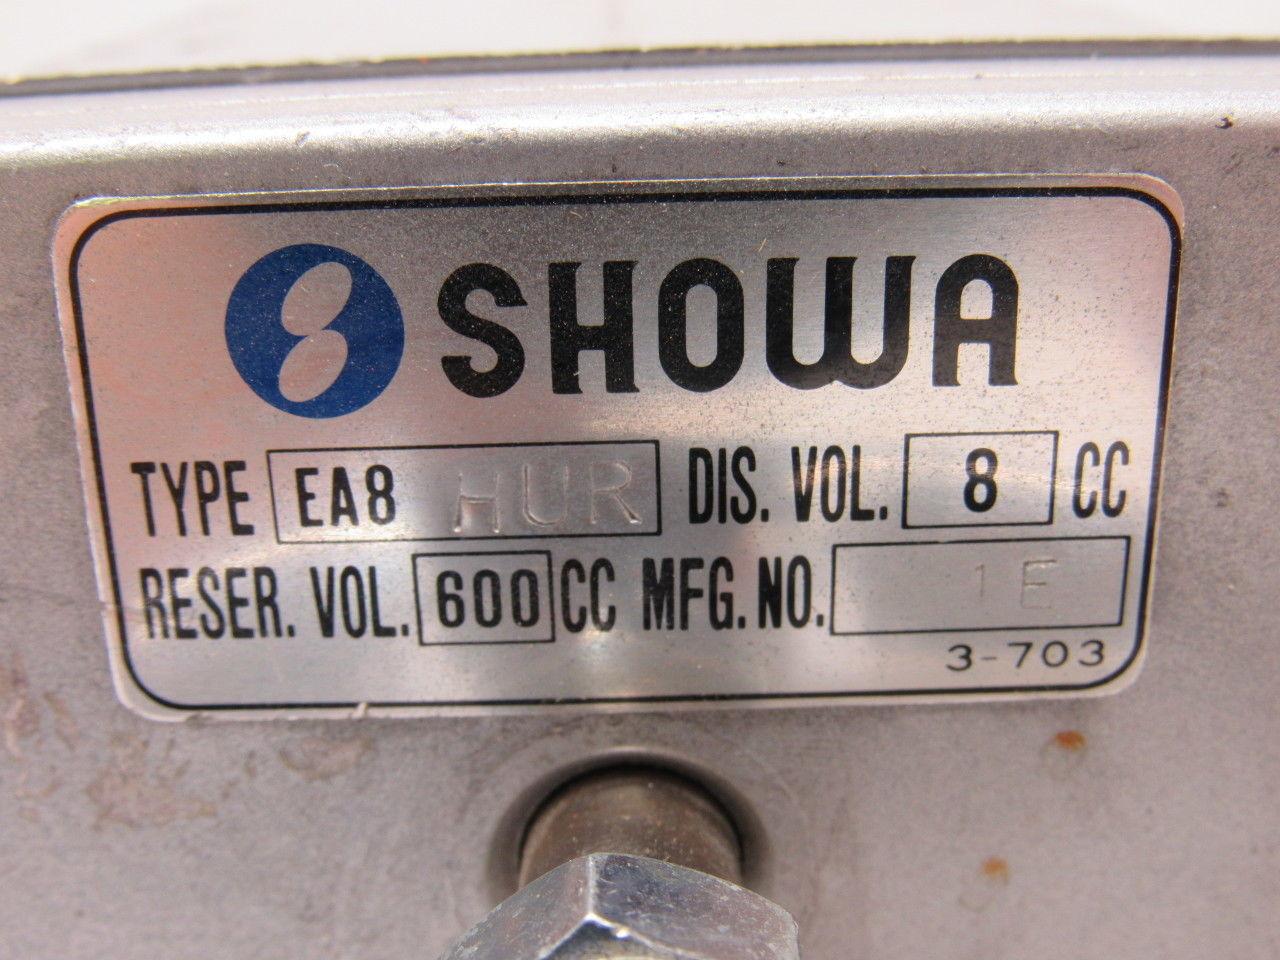 SHOWA
TYPE EA8 HUR DIS. VOL. 8 CC
RESER. VOL. 600 CC MFG. NO. 1E
3-703